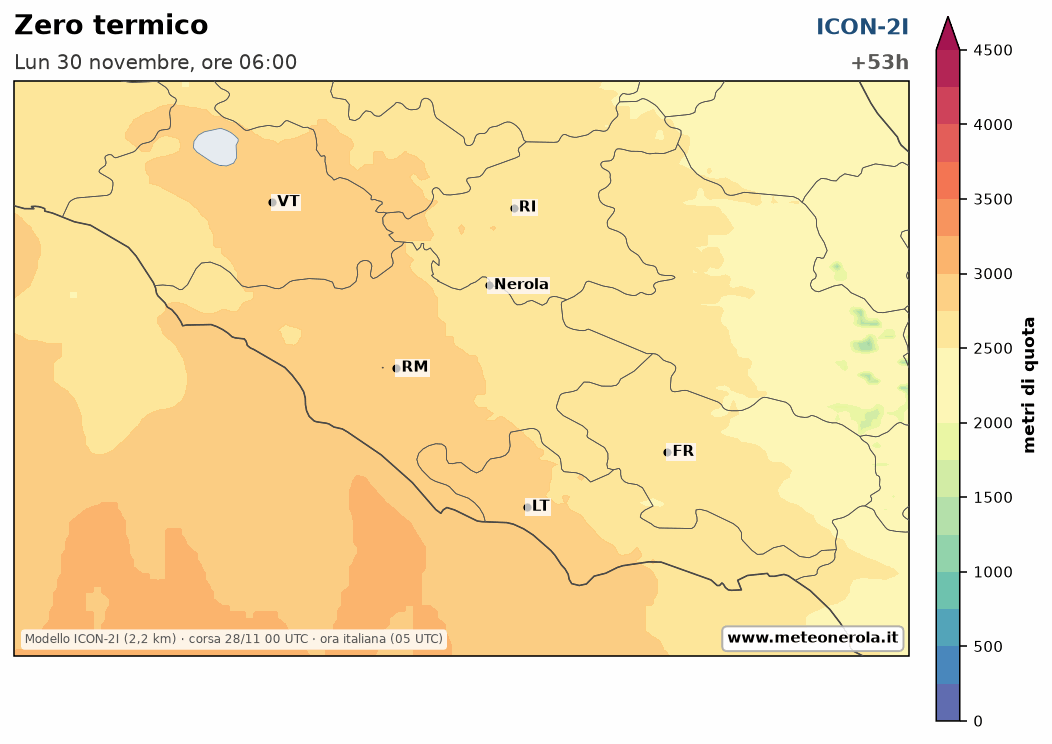 Zero termico
ICON-2I
Lun 30 novembre, ore 06:00
+53h
4500
4000
3500
3000
2500
2000
1500
1000
500
0
metri di quota
VT
RI
Nerola
RM
FR
LT
Modello ICON-2I (2,2 km) · corsa 28/11 00 UTC · ora italiana (05 UTC)
www.meteonerola.it